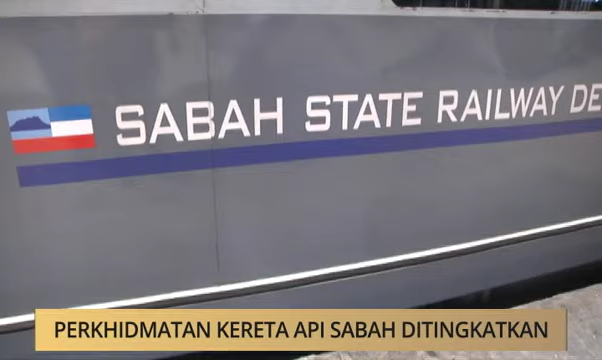 SABAH STATE RAILWAY DE
PERKHIDMATAN KERETA API SABAH DITINGKATKAN